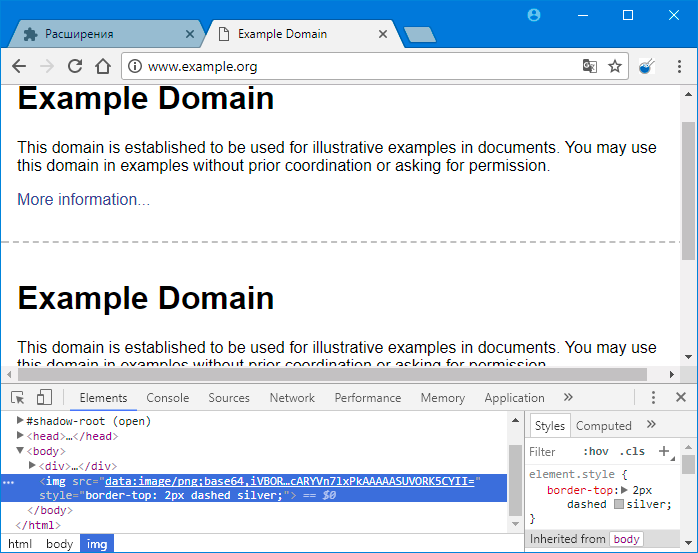 Расширения
Example Domain
www.example.org
Example Domain
This domain is established to be used for illustrative examples in documents. You may use
this domain in examples without prior coordination or asking for permission.
More information...
Example Domain
This domain is established to be used for illustrative examples in documents. You may use
this domain in examples without prior coordination or asking for permission.
Elements Console Sources Network Performance Memory Application »
#shadow-root (open)
<head>…</head>
<body>
<div>…</div>
<img src="data:image/png;base64,iVBOR…cARYVn7lxPkAAAAASUVORK5CYII="
style="border-top: 2px dashed silver;"> == $0
</body>
</html>
html body img
Styles Computed »
Filter :hov .cls +
element.style {
border-top: 2px
dashed silver;
}
Inherited from body